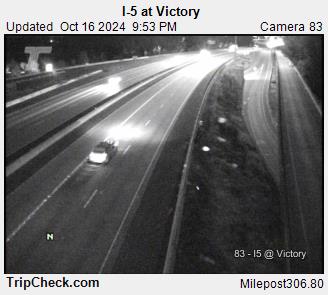 I-5 at Victory
Updated Oct 16 2024 9:53 PM Camera 83
T
N
83 - I5 @ Victory
TripCheck.com Milepost306.80